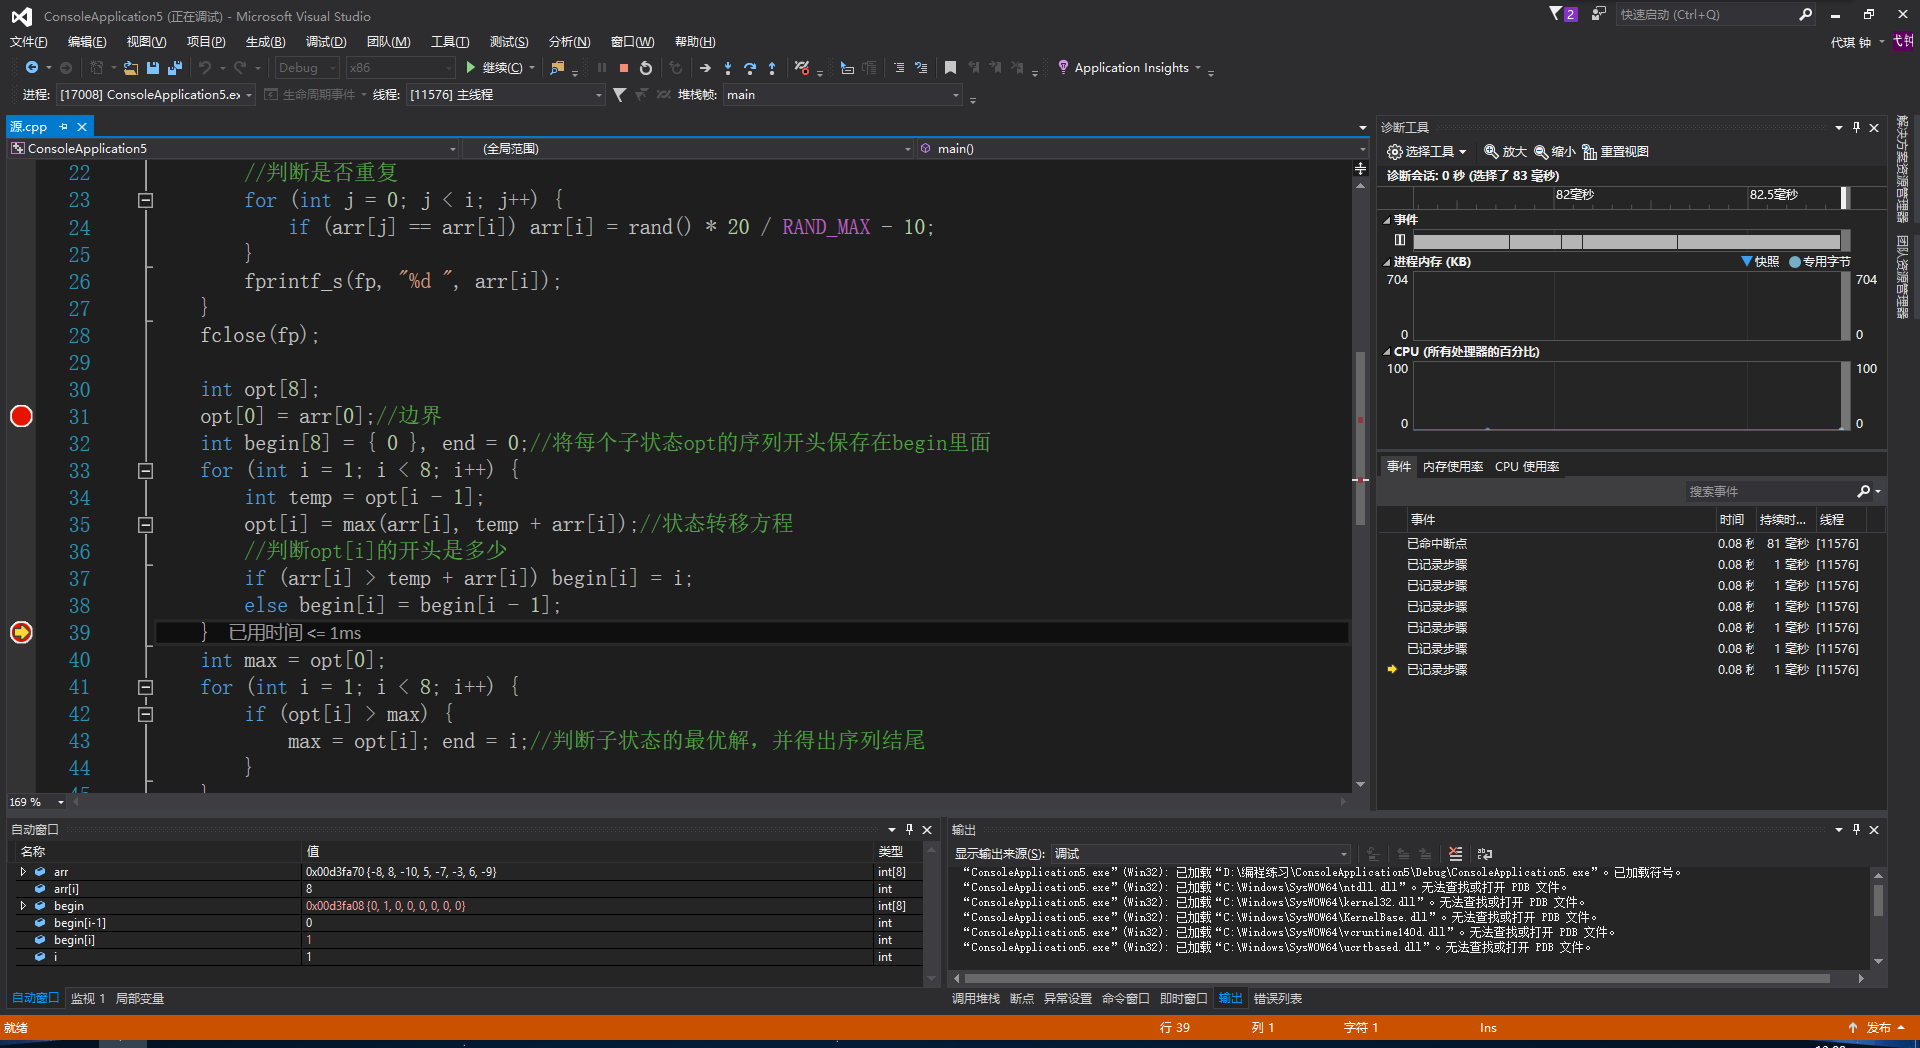 ConsoleApplication5 (正在调试) - Microsoft Visual Studio
2
快速启动 (Ctrl+Q)
文件(F) 编辑(E) 视图(V) 项目(P) 生成(B) 调试(D) 团队(M) 工具(T) 测试(S) 分析(N) 窗口(W) 帮助(H)
代琪 钟
Debug x86 继续(C) Application Insights
进程: [17008] ConsoleApplication5.ex 生命周期事件 线程: [11576] 主线程 堆栈帧: main
源.cpp
ConsoleApplication5 (全局范围) main()
22 //判断是否重复
23 for (int j = 0; j < i; j++) {
24 if (arr[j] == arr[i]) arr[i] = rand() * 20 / RAND_MAX - 10;
25 }
26 fprintf_s(fp, "%d ", arr[i]);
27 }
28 fclose(fp);
29
30 int opt[8];
31 opt[0] = arr[0];//边界
32 int begin[8] = { 0 }, end = 0;//将每个子状态opt的序列开头保存在begin里面
33 for (int i = 1; i < 8; i++) {
34 int temp = opt[i - 1];
35 opt[i] = max(arr[i], temp + arr[i]);//状态转移方程
36 //判断opt[i]的开头是多少
37 if (arr[i] > temp + arr[i]) begin[i] = i;
38 else begin[i] = begin[i - 1];
39 } 已用时间 <= 1ms
40 int max = opt[0];
41 for (int i = 1; i < 8; i++) {
42 if (opt[i] > max) {
43 max = opt[i]; end = i;//判断子状态的最优解，并得出序列结尾
44 }
45 }
169 %
诊断工具
选择工具 放大 缩小 重置视图
诊断会话: 0 秒 (选择了 83 毫秒)
82毫秒 82.5毫秒
事件
进程内存 (KB) 快照 专用字节
704 704
0 0
CPU (所有处理器的百分比)
100 100
0 0
事件 内存使用率 CPU 使用率
搜索事件
事件 时间 持续时... 线程
已命中断点 0.08 秒 81 毫秒 [11576]
已记录步骤 0.08 秒 1 毫秒 [11576]
已记录步骤 0.08 秒 1 毫秒 [11576]
已记录步骤 0.08 秒 1 毫秒 [11576]
已记录步骤 0.08 秒 1 毫秒 [11576]
已记录步骤 0.08 秒 1 毫秒 [11576]
已记录步骤 0.08 秒 1 毫秒 [11576]
解决方案资源管理器
团队资源管理器
自动窗口
名称 值 类型
arr 0x00d3fa70 {-8, 8, -10, 5, -7, -3, 6, -9} int[8]
arr[i] 8 int
begin 0x00d3fa08 {0, 1, 0, 0, 0, 0, 0, 0} int[8]
begin[i-1] 0 int
begin[i] 1 int
i 1 int
自动窗口 监视 1 局部变量
输出
显示输出来源(S): 调试
“ConsoleApplication5.exe”(Win32): 已加载“D:\编程练习\ConsoleApplication5\Debug\ConsoleApplication5.exe”。已加载符号。
“ConsoleApplication5.exe”(Win32): 已加载“C:\Windows\SysWOW64\ntdll.dll”。无法查找或打开 PDB 文件。
“ConsoleApplication5.exe”(Win32): 已加载“C:\Windows\SysWOW64\kernel32.dll”。无法查找或打开 PDB 文件。
“ConsoleApplication5.exe”(Win32): 已加载“C:\Windows\SysWOW64\KernelBase.dll”。无法查找或打开 PDB 文件。
“ConsoleApplication5.exe”(Win32): 已加载“C:\Windows\SysWOW64\vcruntime140d.dll”。无法查找或打开 PDB 文件。
“ConsoleApplication5.exe”(Win32): 已加载“C:\Windows\SysWOW64\ucrtbased.dll”。无法查找或打开 PDB 文件。
调用堆栈 断点 异常设置 命令窗口 即时窗口 输出 错误列表
就绪 行 39 列 1 字符 1 Ins 发布